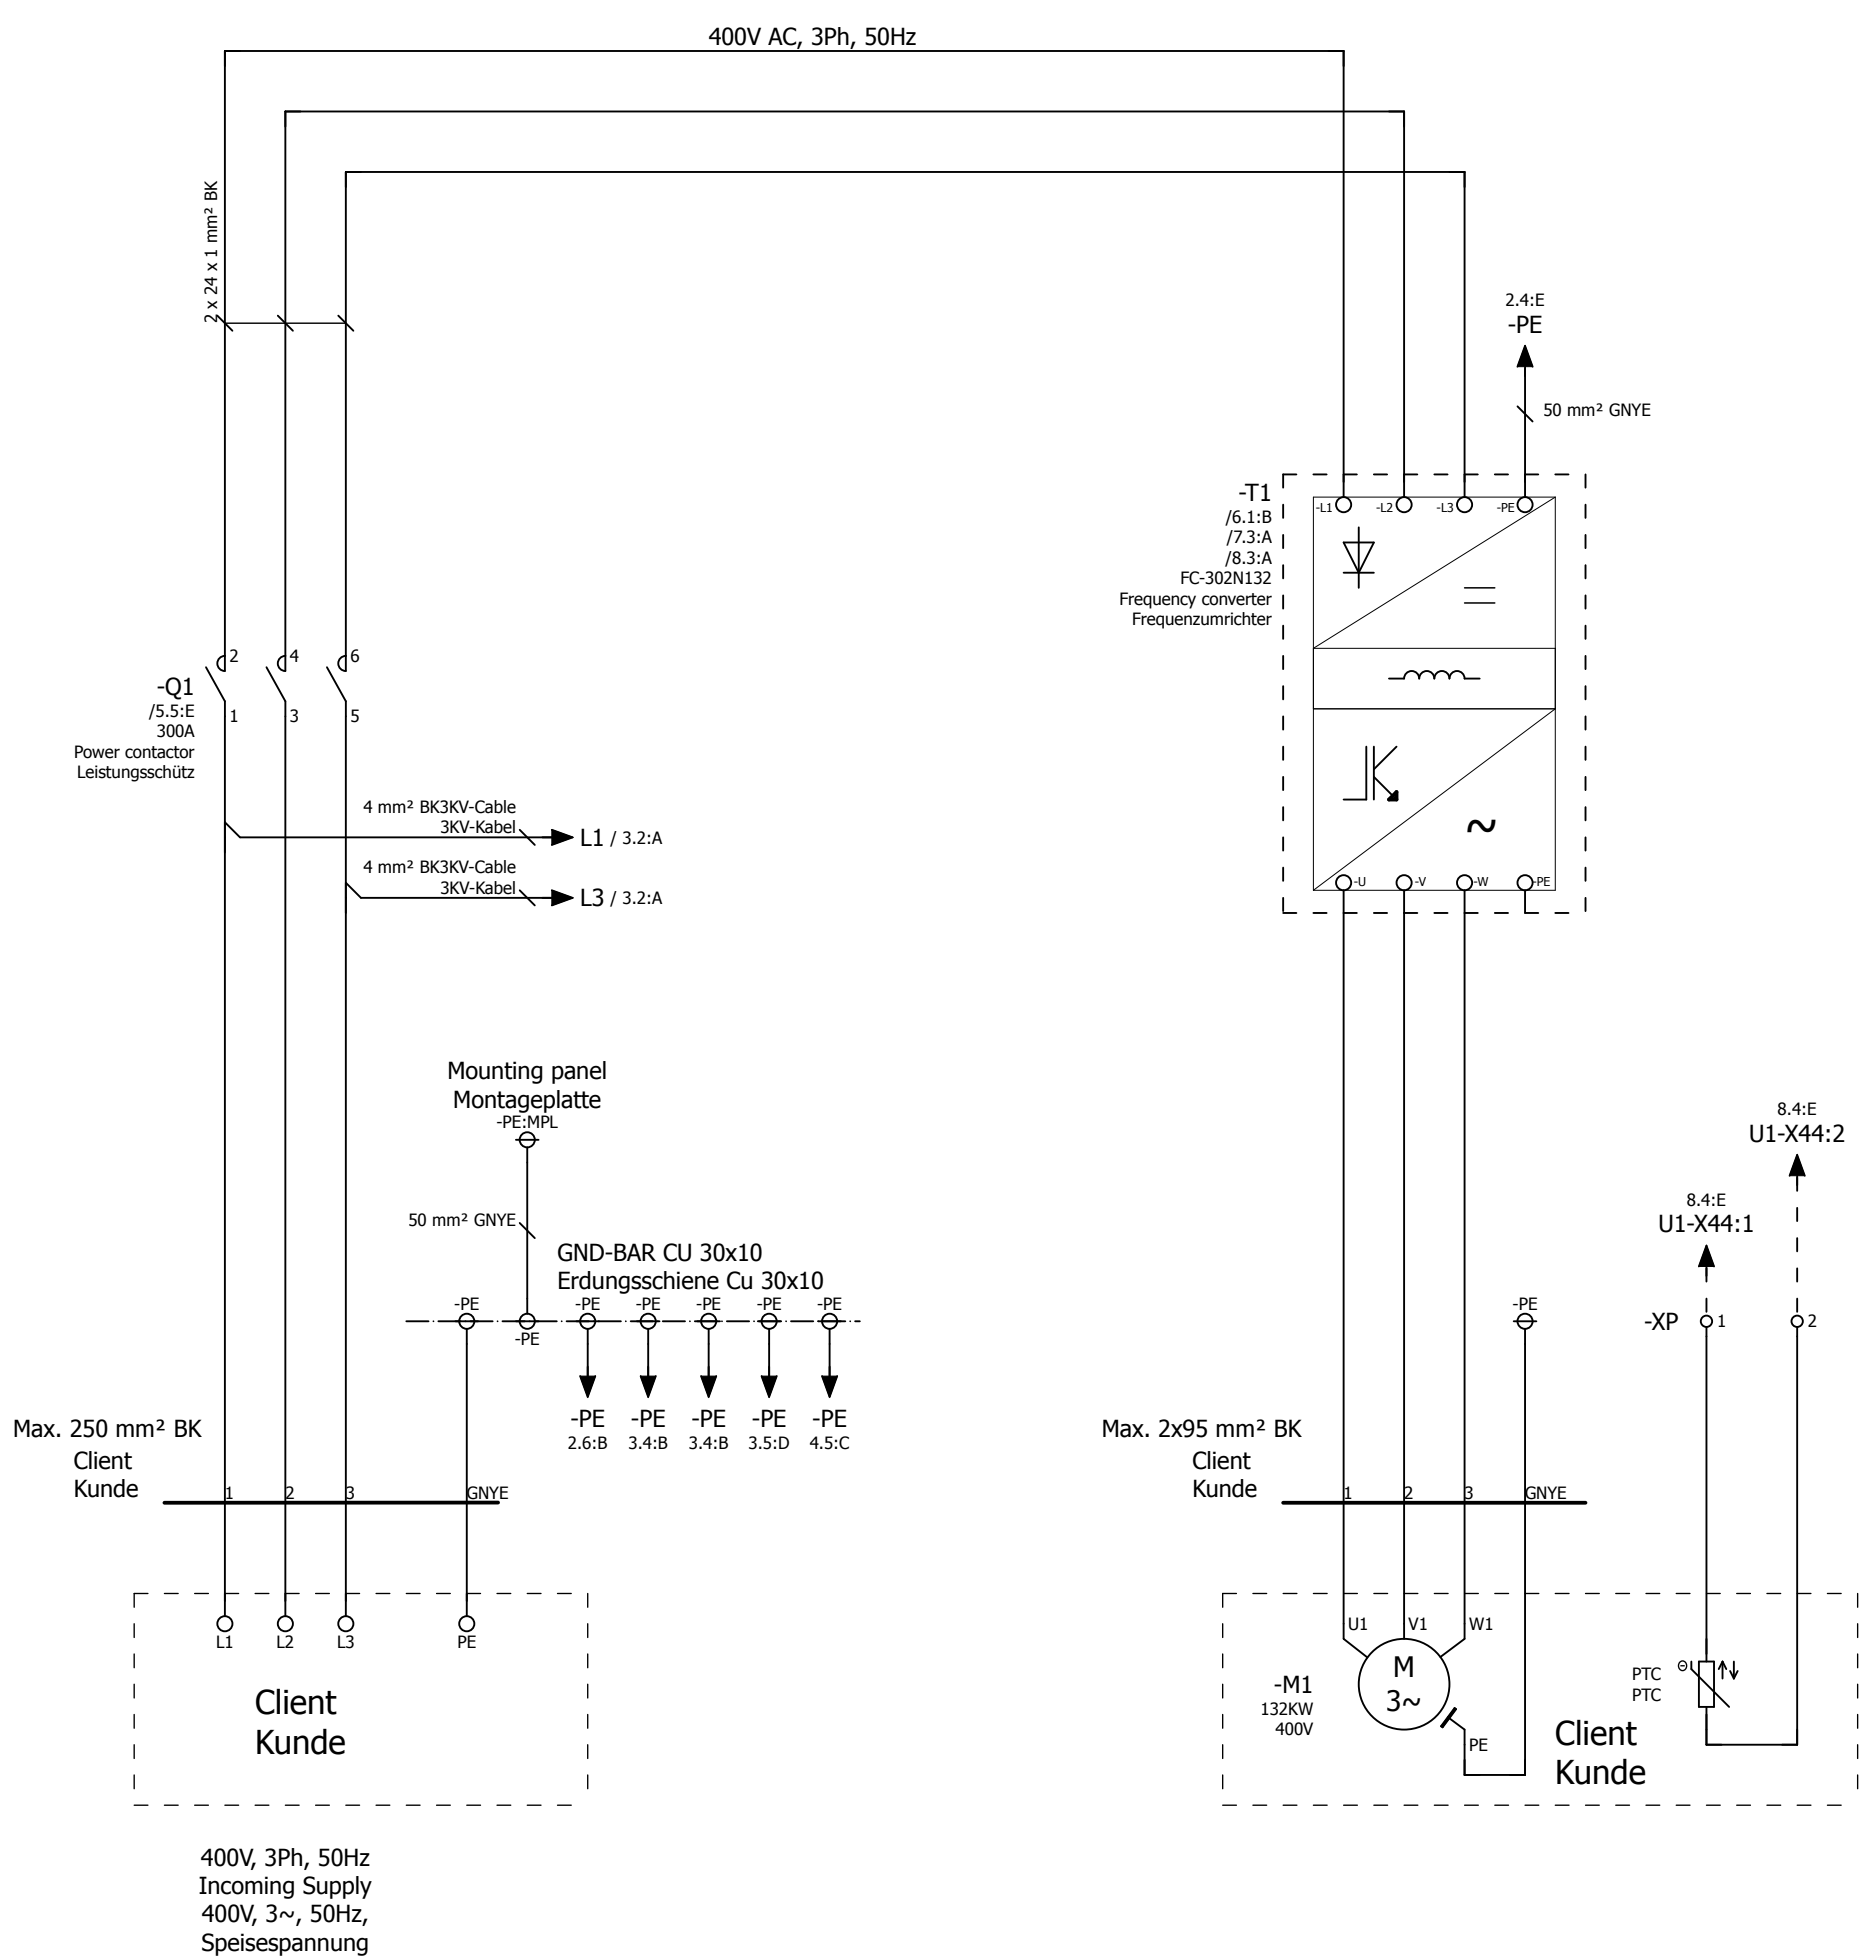 400V AC, 3Ph, 50Hz
2 x 24 x 1 mm² BK
2.4:E
-PE
50 mm² GNYE
-T1
/6.1:B
/7.3:A
/8.3:A
FC-302N132
Frequency converter
Frequenzumrichter
-L1
-L2
-L3
-PE
~
-U
-V
-W
-PE
2
4
6
-Q1
/5.5:E
300A
Power contactor
Leistungsschütz
1
3
5
4 mm² BK3KV-Cable
3KV-Kabel
L1 / 3.2:A
4 mm² BK3KV-Cable
3KV-Kabel
L3 / 3.2:A
Mounting panel
Montageplatte
-PE:MPL
50 mm² GNYE
GND-BAR CU 30x10
Erdungsschiene Cu 30x10
-PE
-PE
-PE
-PE
-PE
-PE
-PE
-PE
-PE
-PE
-PE
-PE
2.6:B
3.4:B
3.4:B
3.5:D
4.5:C
Max. 250 mm² BK
Client
Kunde
1
2
3
GNYE
L1
L2
L3
PE
Client
Kunde
400V, 3Ph, 50Hz
Incoming Supply
400V, 3~, 50Hz,
Speisespannung
8.4:E
U1-X44:2
8.4:E
U1-X44:1
-PE
-XP
1
2
Max. 2x95 mm² BK
Client
Kunde
1
2
3
GNYE
U1
V1
W1
M
3~
-M1
132KW
400V
PE
PTC
PTC
Θ
Client
Kunde